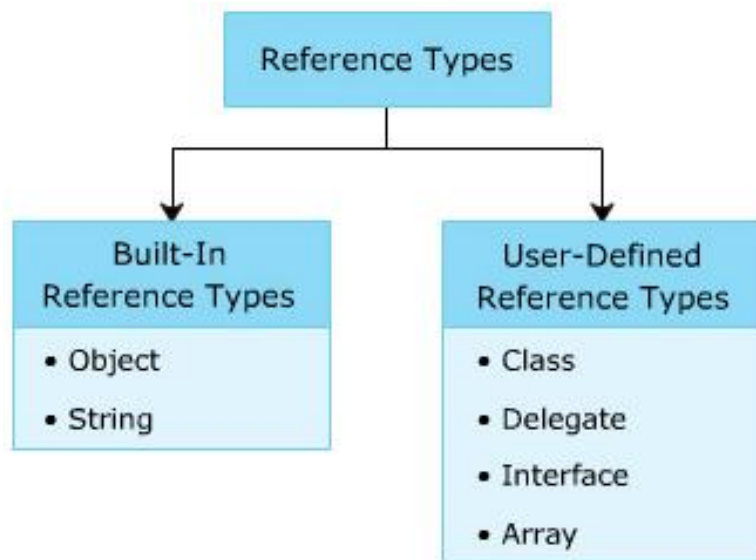 Reference Types
Built-In
Reference Types
• Object
• String
User-Defined
Reference Types
• Class
• Delegate
• Interface
• Array